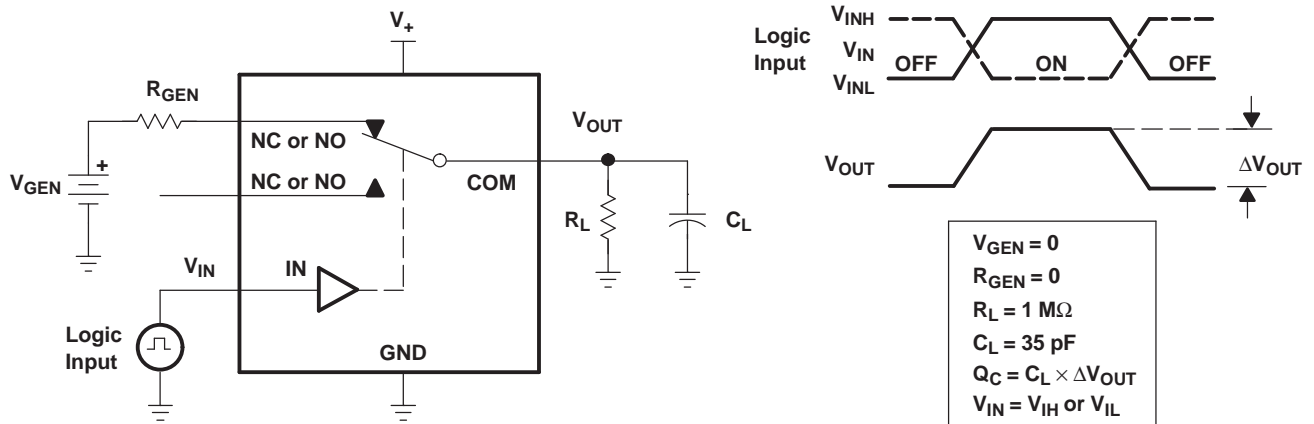 V+
RGEN
NC or NO
NC or NO
VGEN
+
COM
VOUT
RL
CL
VIN
IN
Logic
Input
GND
Logic
Input
VINH
VIN
VINL
OFF
ON
OFF
VOUT
ΔVOUT
VGEN = 0
RGEN = 0
RL = 1 MΩ
CL = 35 pF
QC = CL × ΔVOUT
VIN = VIH or VIL